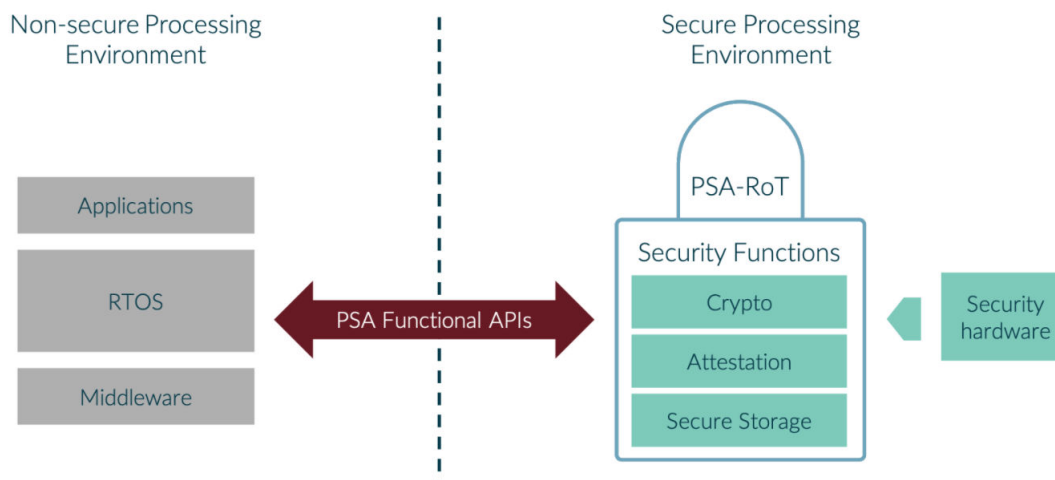 Non-secure Processing
Environment
Secure Processing
Environment
PSA-RoT
Applications
RTOS
Middleware
PSA Functional APIs
Security Functions
Crypto
Attestation
Secure Storage
Security
hardware